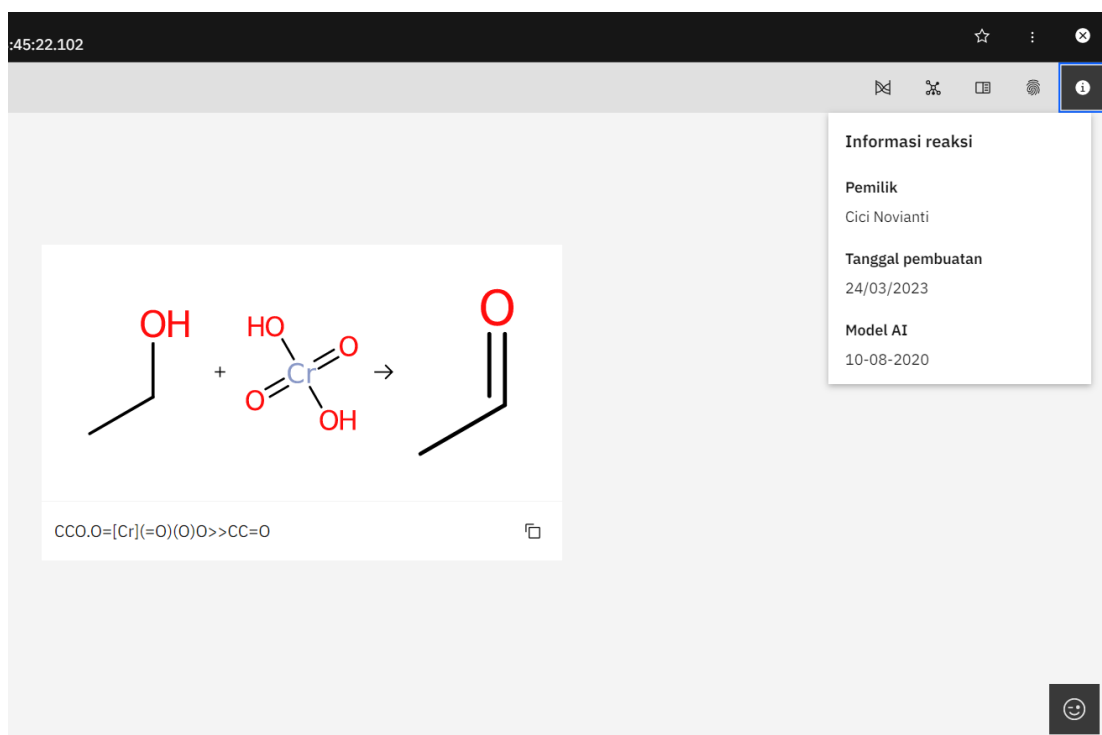 :45:22.102
Informasi reaksi
Pemilik
Cici Novianti
Tanggal pembuatan
24/03/2023
Model AI
10-08-2020
OH
+
HO
O
Cr
O
OH
→
O
CCO.O=[Cr](=O)(O)O>>CC=O